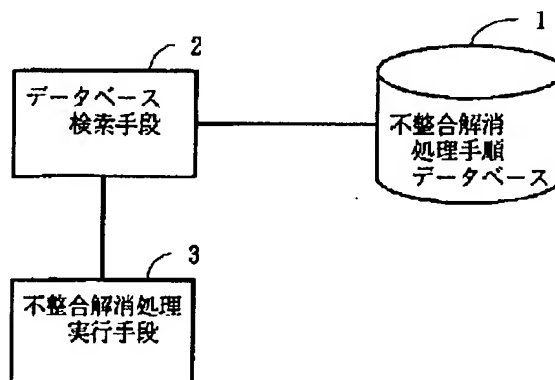 2
1
データベース
検索手段
不整合解消
処理手順
データベース
3
不整合解消処理
実行手段